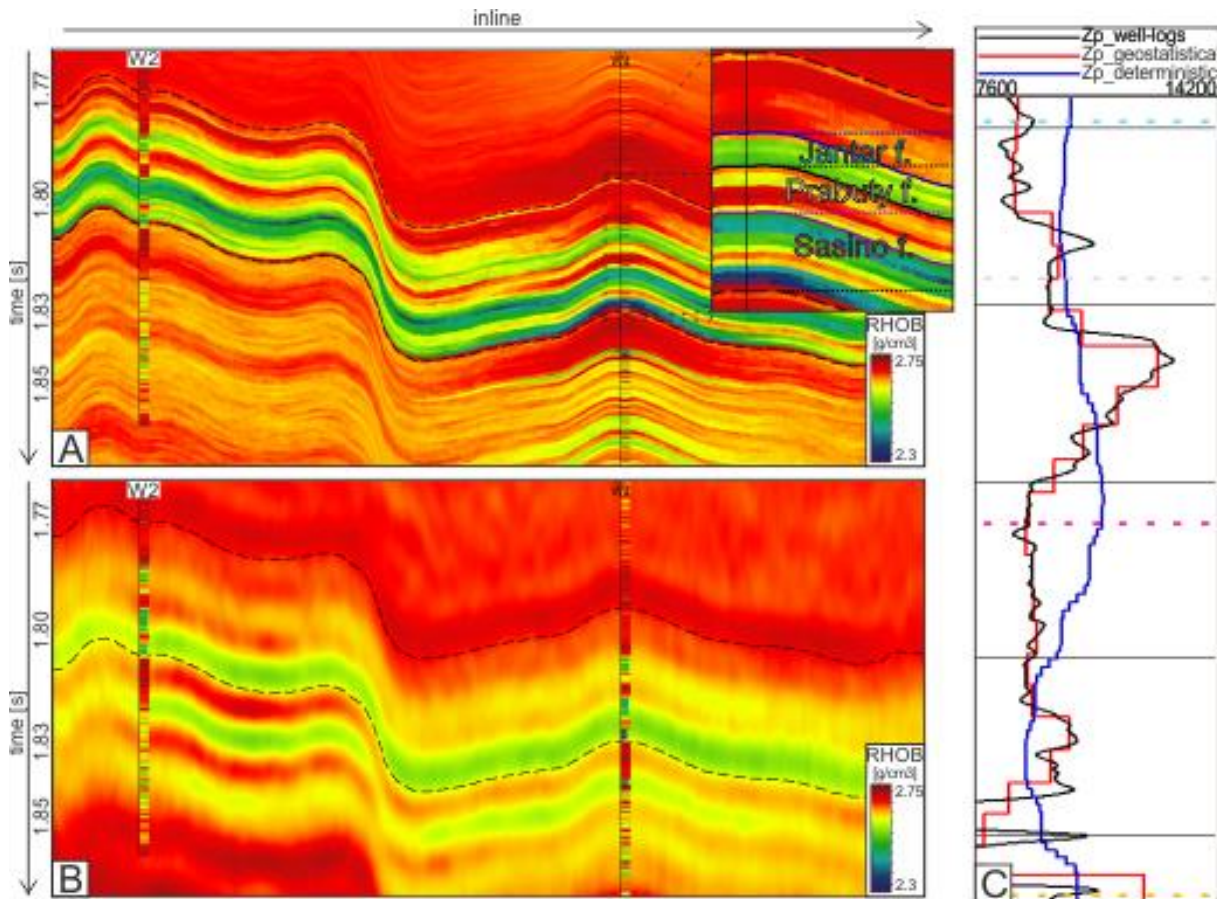 inline
W2
1.77
1.80
1.83
1.85
time [s]
Jantar f.
Prabuty f.
Sasino f.
RHOB
[g/cm3]
2.75
2.3
A
W2
1.77
1.80
1.83
1.85
time [s]
RHOB
[g/cm3]
2.75
2.3
B
Zp_well-logs
Zp_geostatistical
Zp_deterministic
7600 14200
C